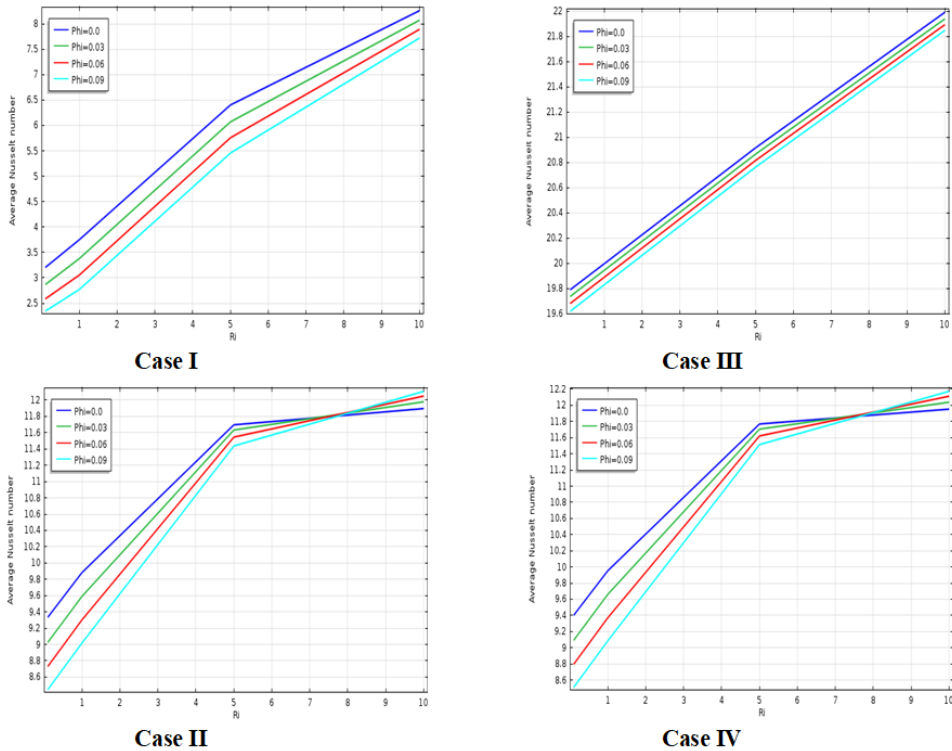 Average Nusselt number
8
7.5
7
6.5
6
5.5
5
4.5
4
3.5
3
2.5
Phi=0.0
Phi=0.03
Phi=0.06
Phi=0.09
1 2 3 4 5 6 7 8 9 10
Ri
Case I
Average Nusselt number
22
21.8
21.6
21.4
21.2
21
20.8
20.6
20.4
20.2
20
19.8
19.6
Phi=0.0
Phi=0.03
Phi=0.06
Phi=0.09
1 2 3 4 5 6 7 8 9 10
Ri
Case III
Average Nusselt number
12
11.8
11.6
11.4
11.2
11
10.8
10.6
10.4
10.2
10
9.8
9.6
9.4
9.2
9
8.8
8.6
Phi=0.0
Phi=0.03
Phi=0.06
Phi=0.09
1 2 3 4 5 6 7 8 9 10
Ri
Case II
Average Nusselt number
12.2
12
11.8
11.6
11.4
11.2
11
10.8
10.6
10.4
10.2
10
9.8
9.6
9.4
9.2
9
8.8
8.6
Phi=0.0
Phi=0.03
Phi=0.06
Phi=0.09
1 2 3 4 5 6 7 8 9 10
Ri
Case IV